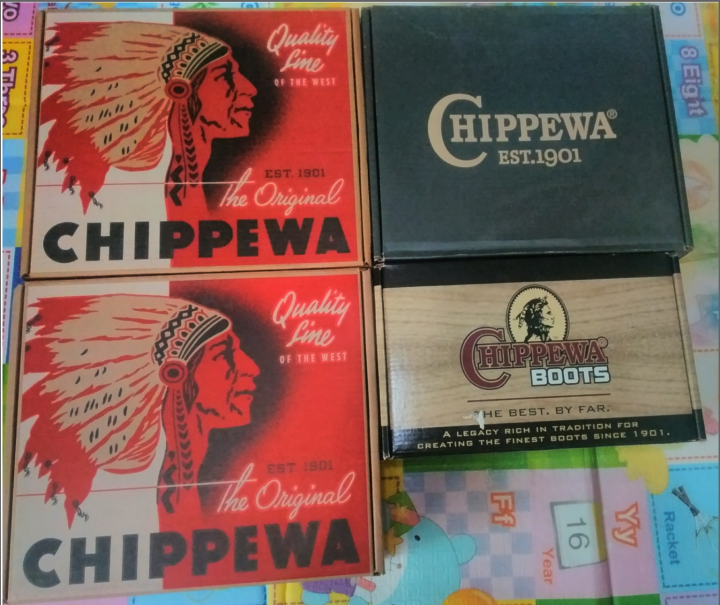 Quality
Line
OF THE WEST
EST. 1901
The Original
CHIPPEWA
CHIPPEWA®
EST.1901
Quality
Line
OF THE WEST
EST 1901
The Original
CHIPPEWA
CHIPPEWA
BOOTS
THE BEST. BY FAR.
A LEGACY RICH IN TRADITION FOR
CREATING THE FINEST BOOTS SINCE 1901.
8 Eight
Ff
16
Year
Yy
Racket